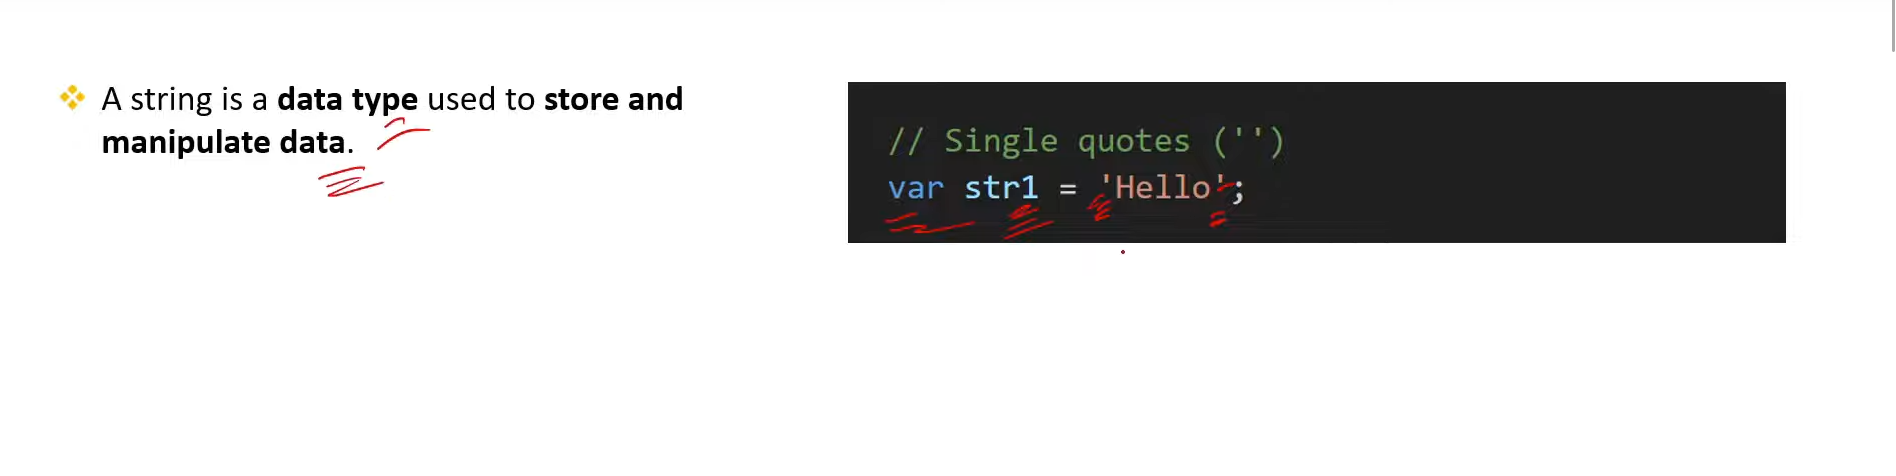 A string is a data type used to store and
manipulate data.
// Single quotes ('')
var str1 = 'Hello';